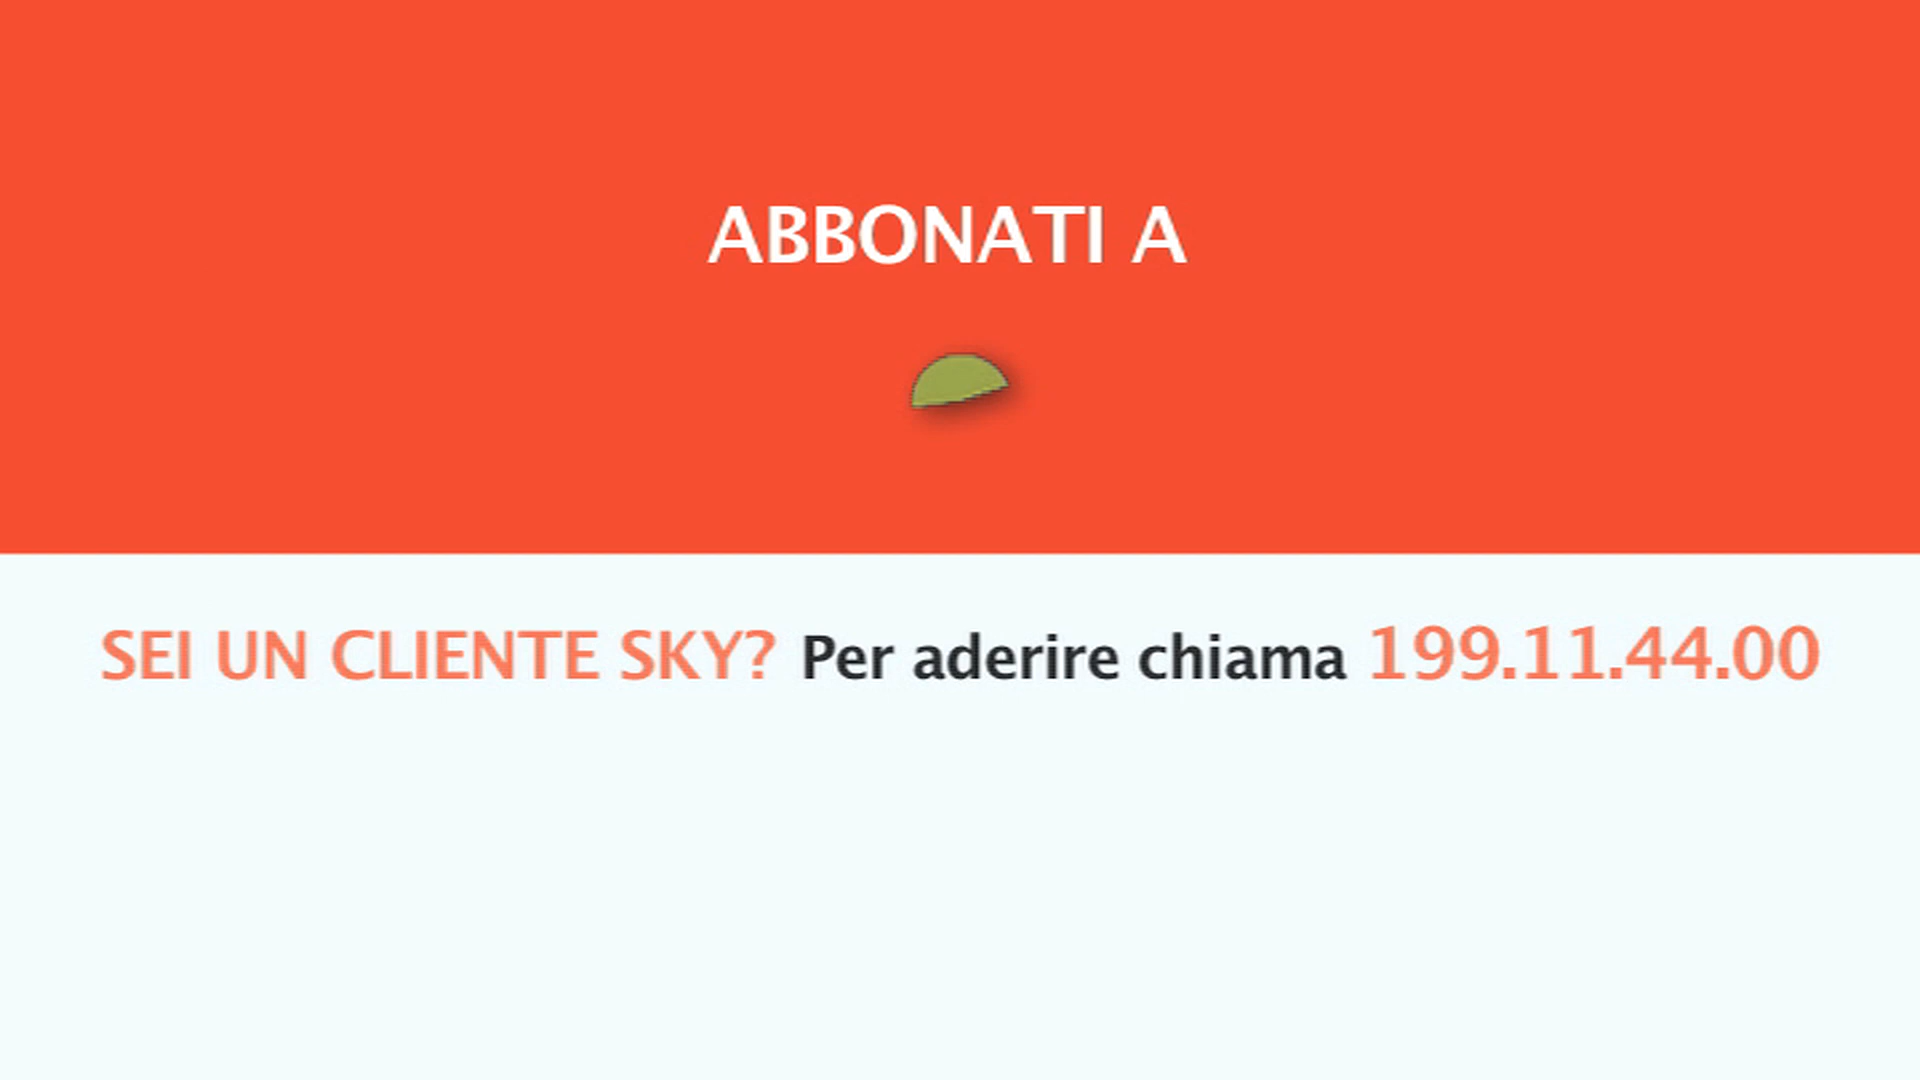 ABBONATI A
SEI UN CLIENTE SKY? Per aderire chiama 199.11.44.00